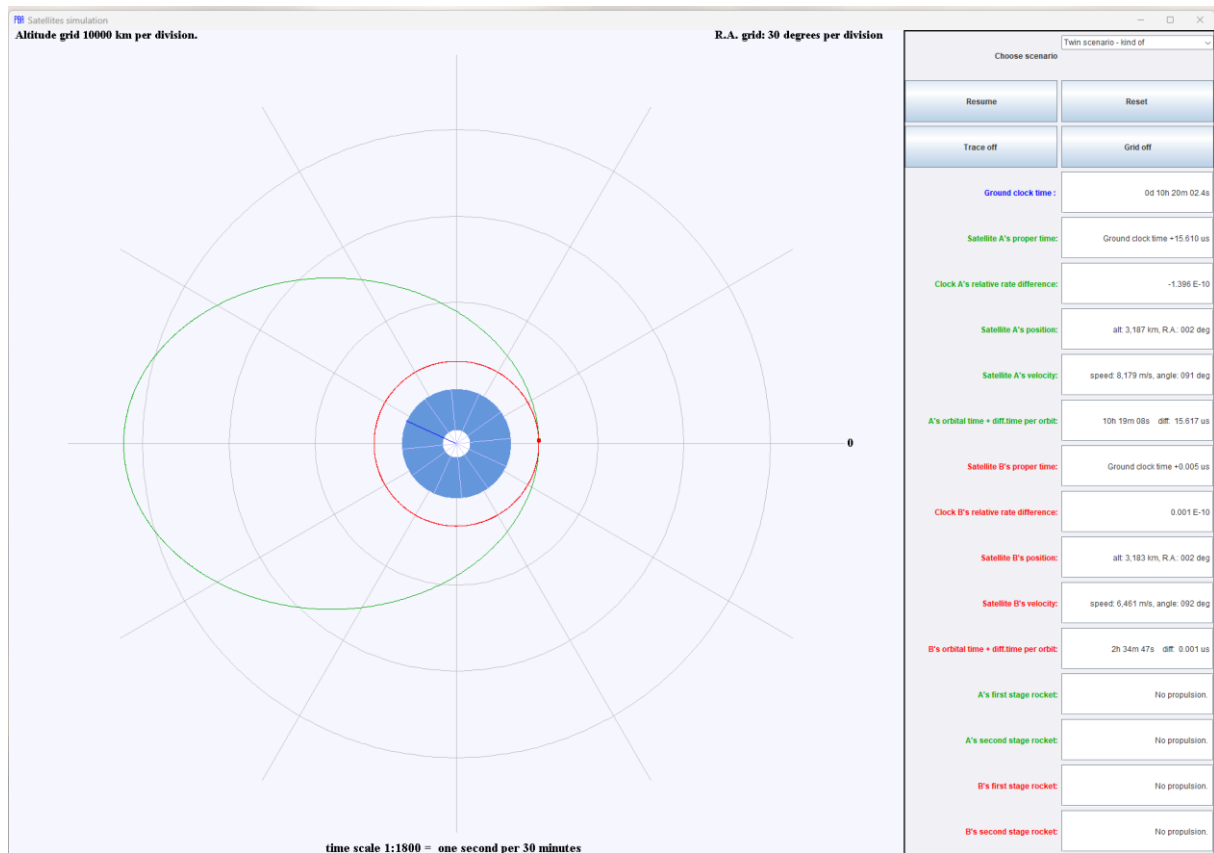 PBR Satellites simulation
Altitude grid 10000 km per division.
R.A. grid: 30 degrees per division
0
time scale 1:1800 = one second per 30 minutes
Choose scenario
Twin scenario - kind of
Resume
Reset
Trace off
Grid off
Ground clock time :
0d 10h 20m 02.4s
Satellite A's proper time:
Ground clock time +15.610 us
Clock A's relative rate difference:
-1.396 E-10
Satellite A's position:
alt: 3,187 km, R.A.: 002 deg
Satellite A's velocity:
speed: 8,179 m/s, angle: 091 deg
A's orbital time + diff.time per orbit:
10h 19m 08s diff. 15.617 us
Satellite B's proper time:
Ground clock time +0.005 us
Clock B's relative rate difference:
0.001 E-10
Satellite B's position:
alt: 3,183 km, R.A.: 002 deg
Satellite B's velocity:
speed: 6,461 m/s, angle: 092 deg
B's orbital time + diff.time per orbit:
2h 34m 47s diff. 0.001 us
A's first stage rocket:
No propulsion.
A's second stage rocket:
No propulsion.
B's first stage rocket:
No propulsion.
B's second stage rocket:
No propulsion.